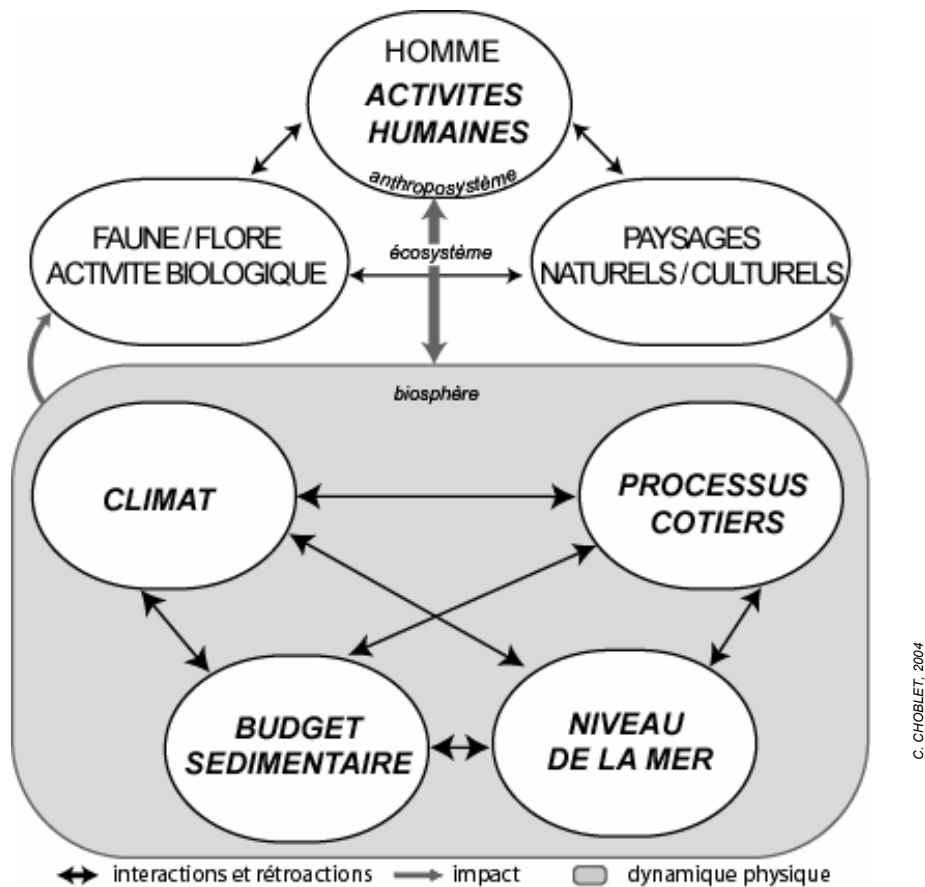 HOMME
ACTIVITES
HUMAINES
anthroposystème
FAUNE / FLORE
ACTIVITE BIOLOGIQUE
écosystème
PAYSAGES
NATURELS / CULTURELS
biosphère
CLIMAT
PROCESSUS
COTIERS
BUDGET
SEDIMENTAIRE
NIVEAU
DE LA MER
C. CHOBLET, 2004
interactions et rétroactions
impact
dynamique physique